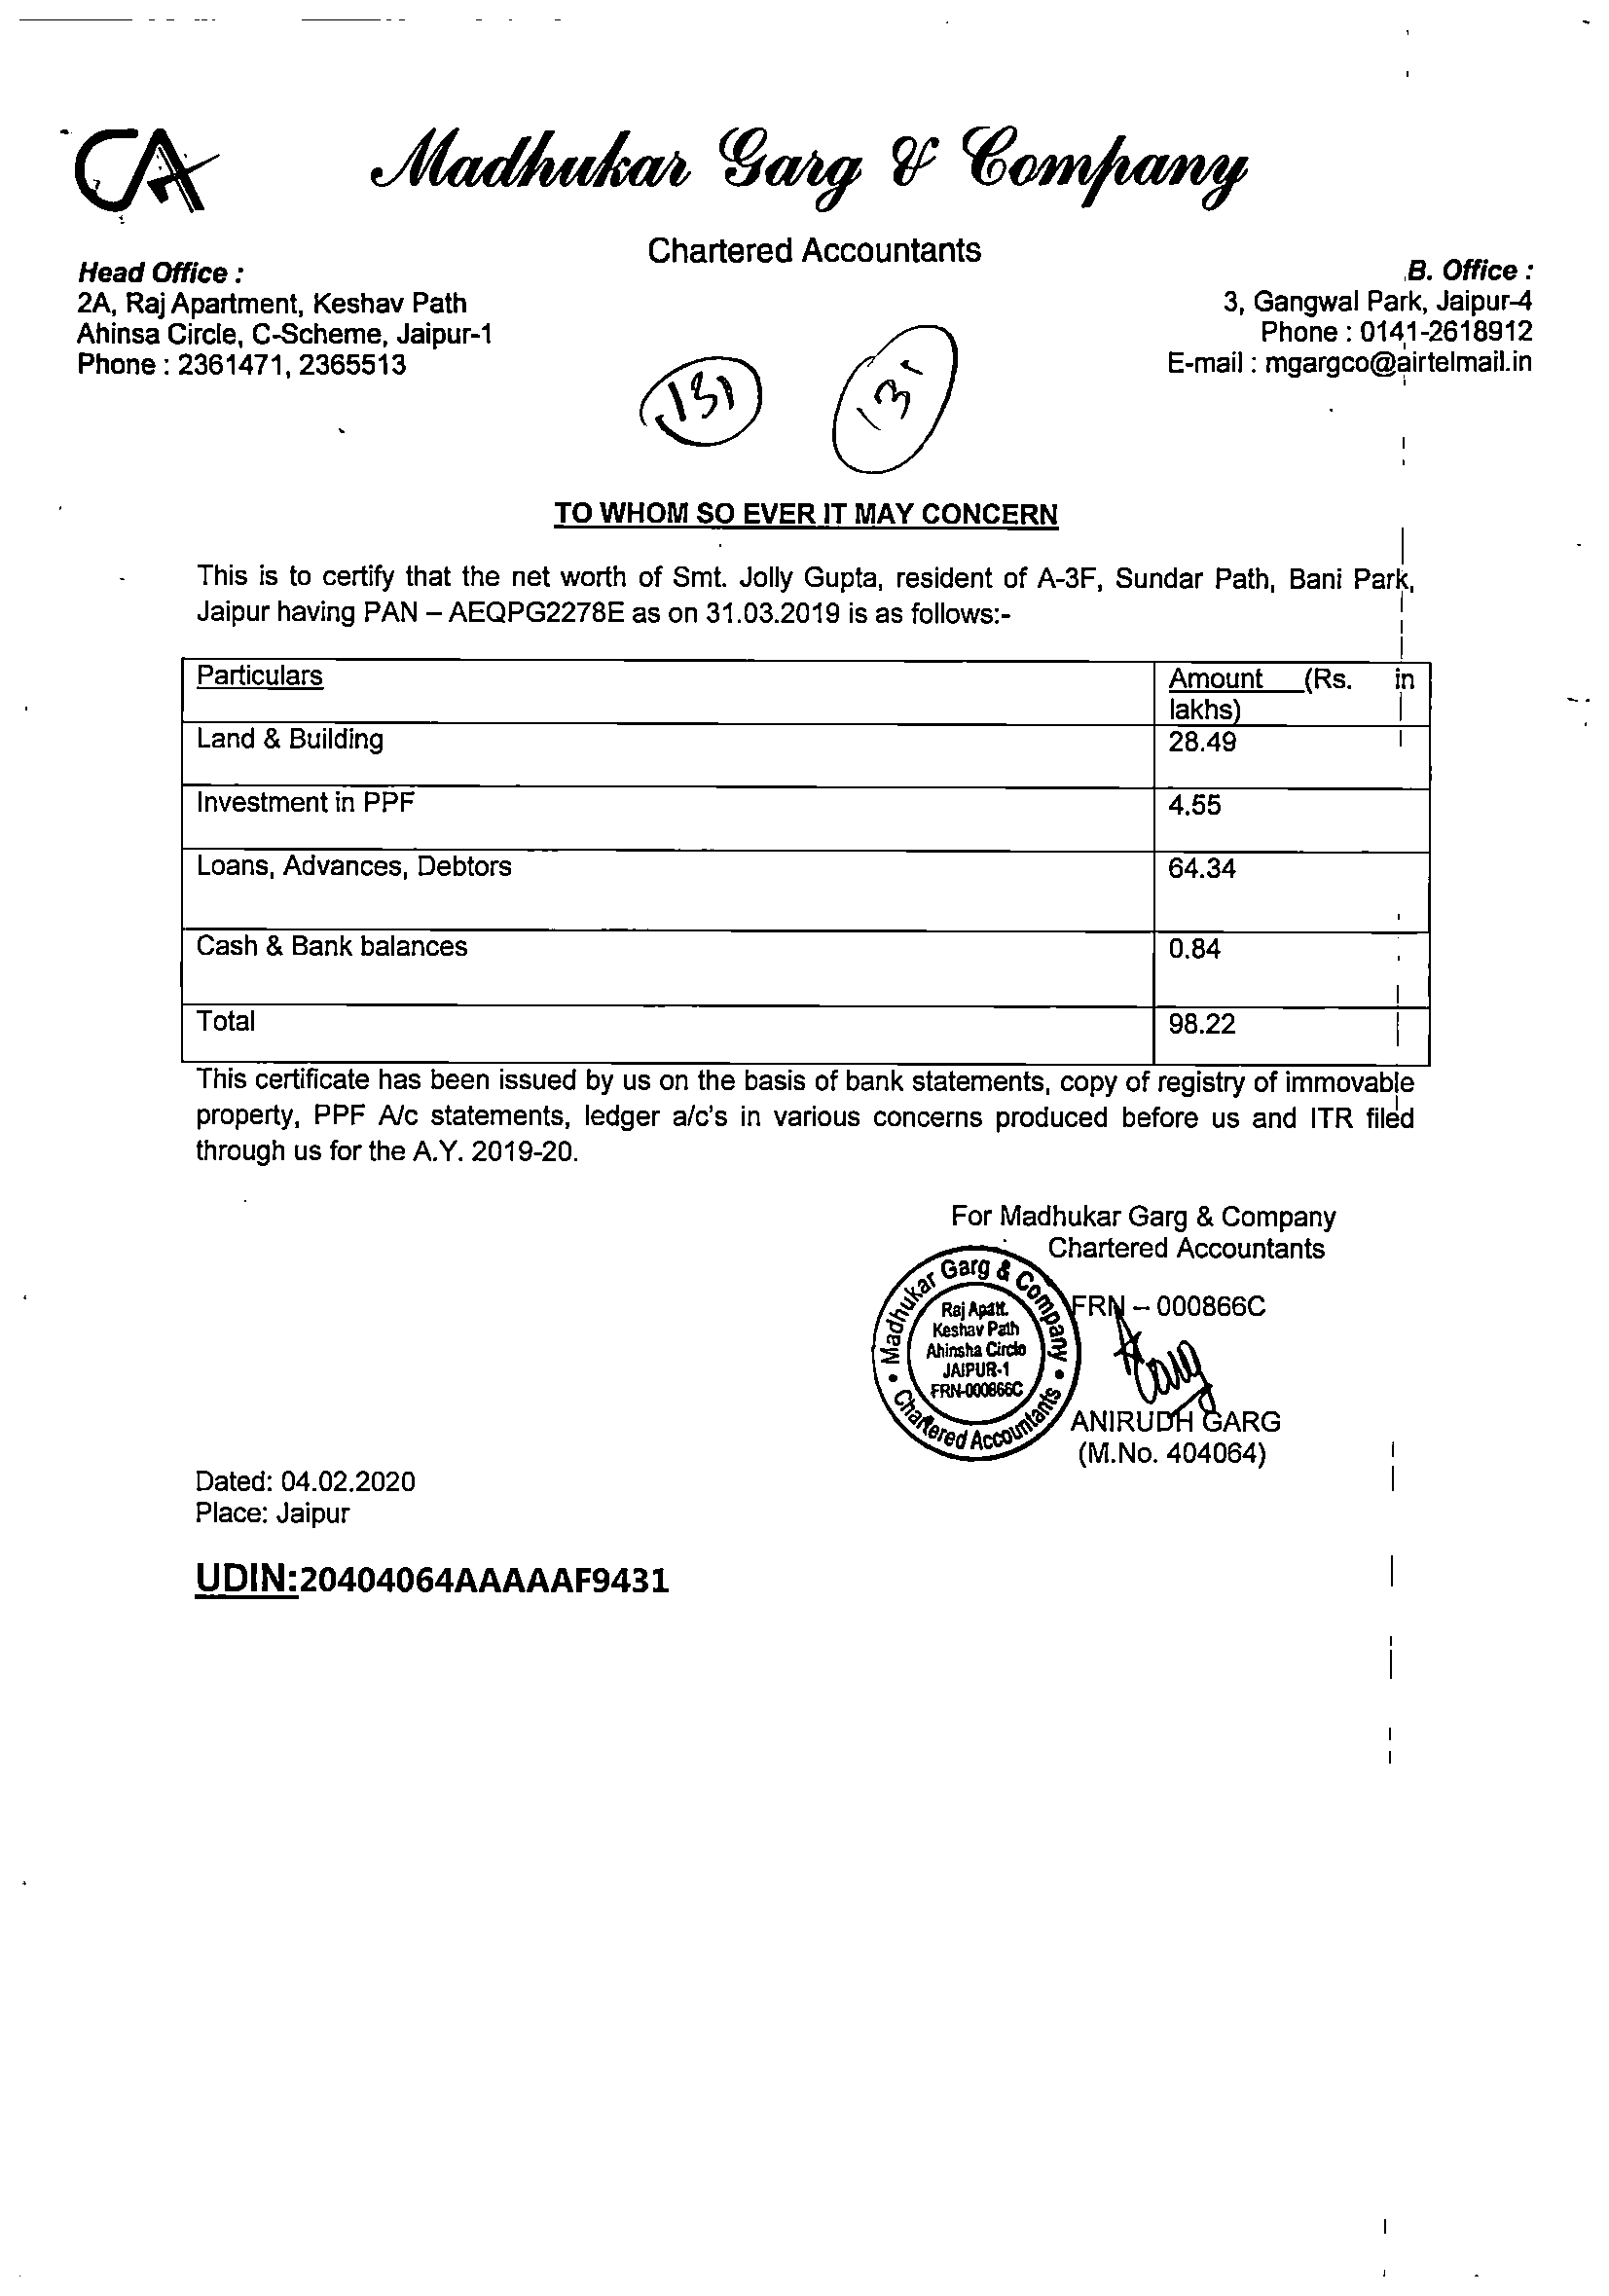 CA
Madhukar Garg & Company
Chartered Accountants
Head Office :
2A, Raj Apartment, Keshav Path
Ahinsa Circle, C-Scheme, Jaipur-1
Phone : 2361471, 2365513
B. Office :
3, Gangwal Park, Jaipur-4
Phone : 0141-2618912
E-mail : mgargco@airtelmail.in
131
131
TO WHOM SO EVER IT MAY CONCERN
This is to certify that the net worth of Smt. Jolly Gupta, resident of A-3F, Sundar Path, Bani Park,
Jaipur having PAN – AEQPG2278E as on 31.03.2019 is as follows:-
Particulars Amount (Rs. in
lakhs)
Land & Building 28.49
Investment in PPF 4.55
Loans, Advances, Debtors 64.34
Cash & Bank balances 0.84
Total 98.22
This certificate has been issued by us on the basis of bank statements, copy of registry of immovable
property, PPF A/c statements, ledger a/c's in various concerns produced before us and ITR filed
through us for the A.Y. 2019-20.
For Madhukar Garg & Company
Chartered Accountants
FRN – 000866C
Madhukar Garg & Company
Raj Apatt.
Keshav Path
Ahinsha Circle
JAIPUR-1
FRN-000866C
Chartered Accountants
AGarg
ANIRUDH GARG
(M.No. 404064)
Dated: 04.02.2020
Place: Jaipur
UDIN:20404064AAAAAF9431